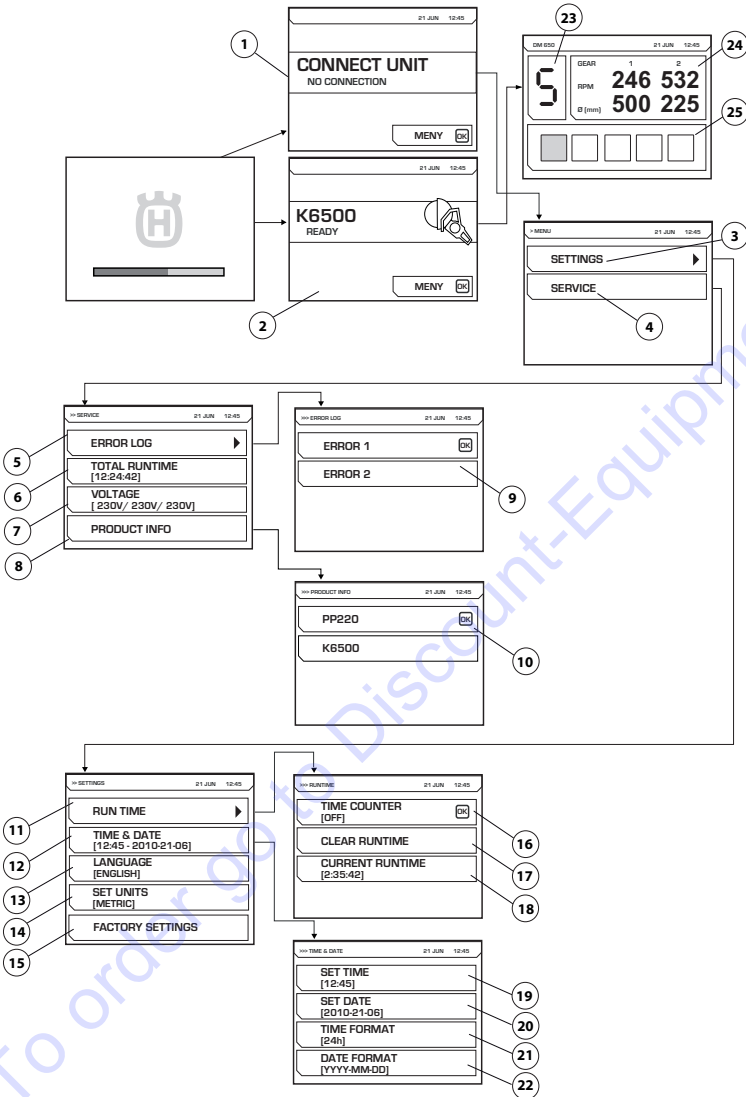 21 JUN 12:45
CONNECT UNIT
NO CONNECTION
MENY OK
1
23
DM 650 21 JUN 12:45
GEAR 1 2
RPM 246 532
Ø [mm] 500 225
5
24
25
H
21 JUN 12:45
K6500
READY
MENY OK
2
> MENU 21 JUN 12:45
SETTINGS
SERVICE
3
4
>> SERVICE 21 JUN 12:45
ERROR LOG
TOTAL RUNTIME
[12:24:42]
VOLTAGE
[ 230V/ 230V/ 230V]
PRODUCT INFO
5
6
7
8
>>> ERROR LOG 21 JUN 12:45
ERROR 1 OK
ERROR 2
9
>>> PRODUCT INFO 21 JUN 12:45
PP220 OK
K6500
10
>> SETTINGS 21 JUN 12:45
RUN TIME
TIME & DATE
[12:45 - 2010-21-06]
LANGUAGE
[ENGLISH]
SET UNITS
[METRIC]
FACTORY SETTINGS
11
12
13
14
15
>>> RUNTIME 21 JUN 12:45
TIME COUNTER
[OFF] OK
CLEAR RUNTIME
CURRENT RUNTIME
[2:35:42]
16
17
18
>>> TIME & DATE 21 JUN 12:45
SET TIME
[12:45]
SET DATE
[2010-21-06]
TIME FORMAT
[24h]
DATE FORMAT
[YYYY-MM-DD]
19
20
21
22
To order go to Discount-Equipme